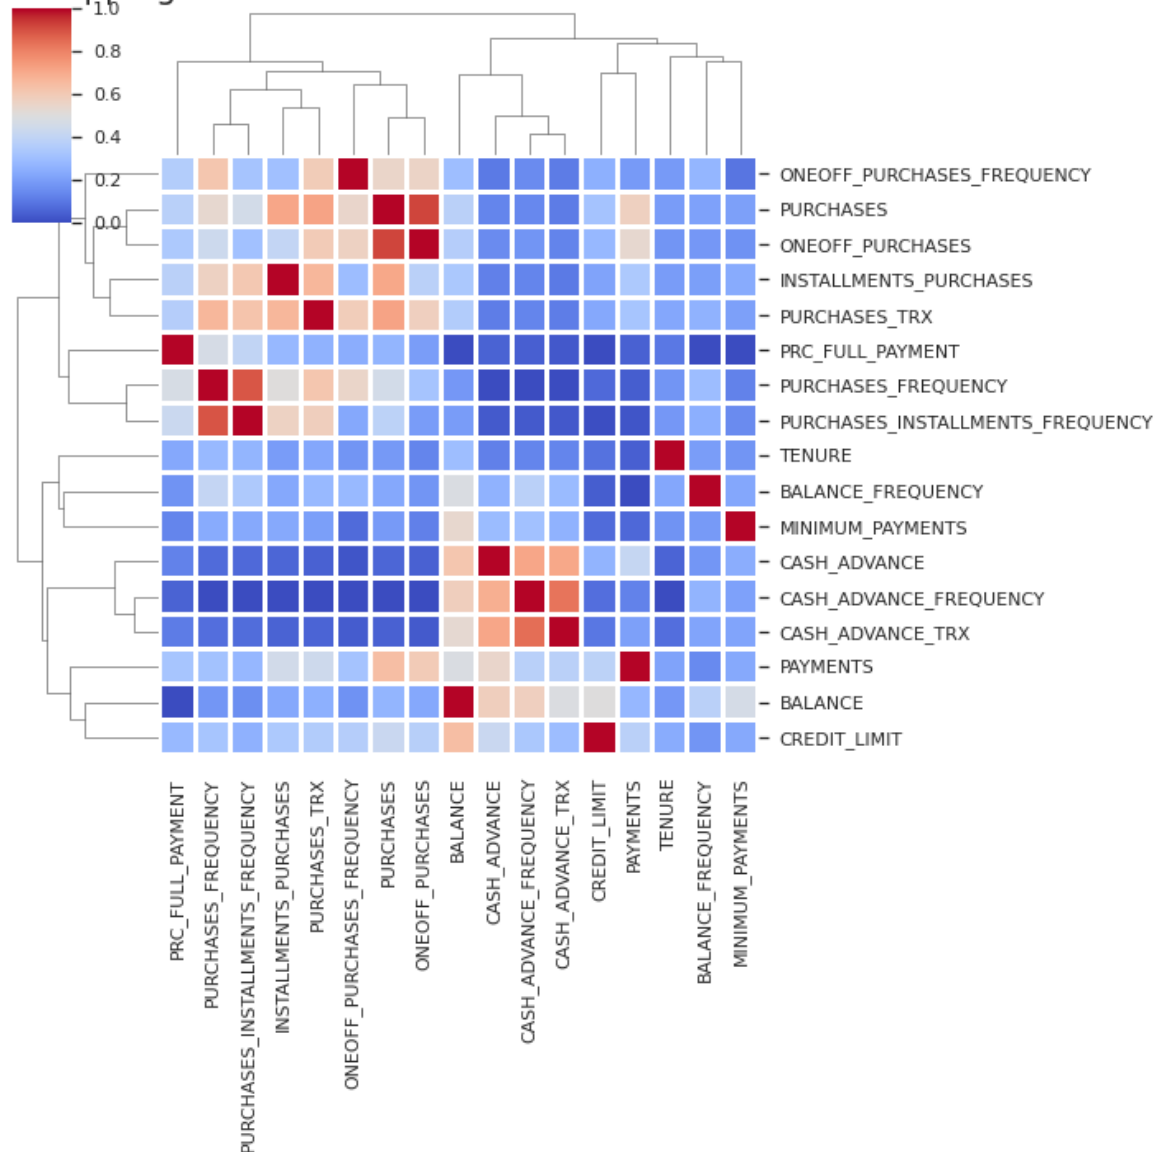 1.0
0.8
0.6
0.4
0.2
0.0
ONEOFF_PURCHASES_FREQUENCY
PURCHASES
ONEOFF_PURCHASES
INSTALLMENTS_PURCHASES
PURCHASES_TRX
PRC_FULL_PAYMENT
PURCHASES_FREQUENCY
PURCHASES_INSTALLMENTS_FREQUENCY
TENURE
BALANCE_FREQUENCY
MINIMUM_PAYMENTS
CASH_ADVANCE
CASH_ADVANCE_FREQUENCY
CASH_ADVANCE_TRX
PAYMENTS
BALANCE
CREDIT_LIMIT
PRC_FULL_PAYMENT
PURCHASES_FREQUENCY
PURCHASES_INSTALLMENTS_FREQUENCY
INSTALLMENTS_PURCHASES
PURCHASES_TRX
ONEOFF_PURCHASES_FREQUENCY
PURCHASES
ONEOFF_PURCHASES
BALANCE
CASH_ADVANCE
CASH_ADVANCE_FREQUENCY
CASH_ADVANCE_TRX
CREDIT_LIMIT
PAYMENTS
TENURE
BALANCE_FREQUENCY
MINIMUM_PAYMENTS